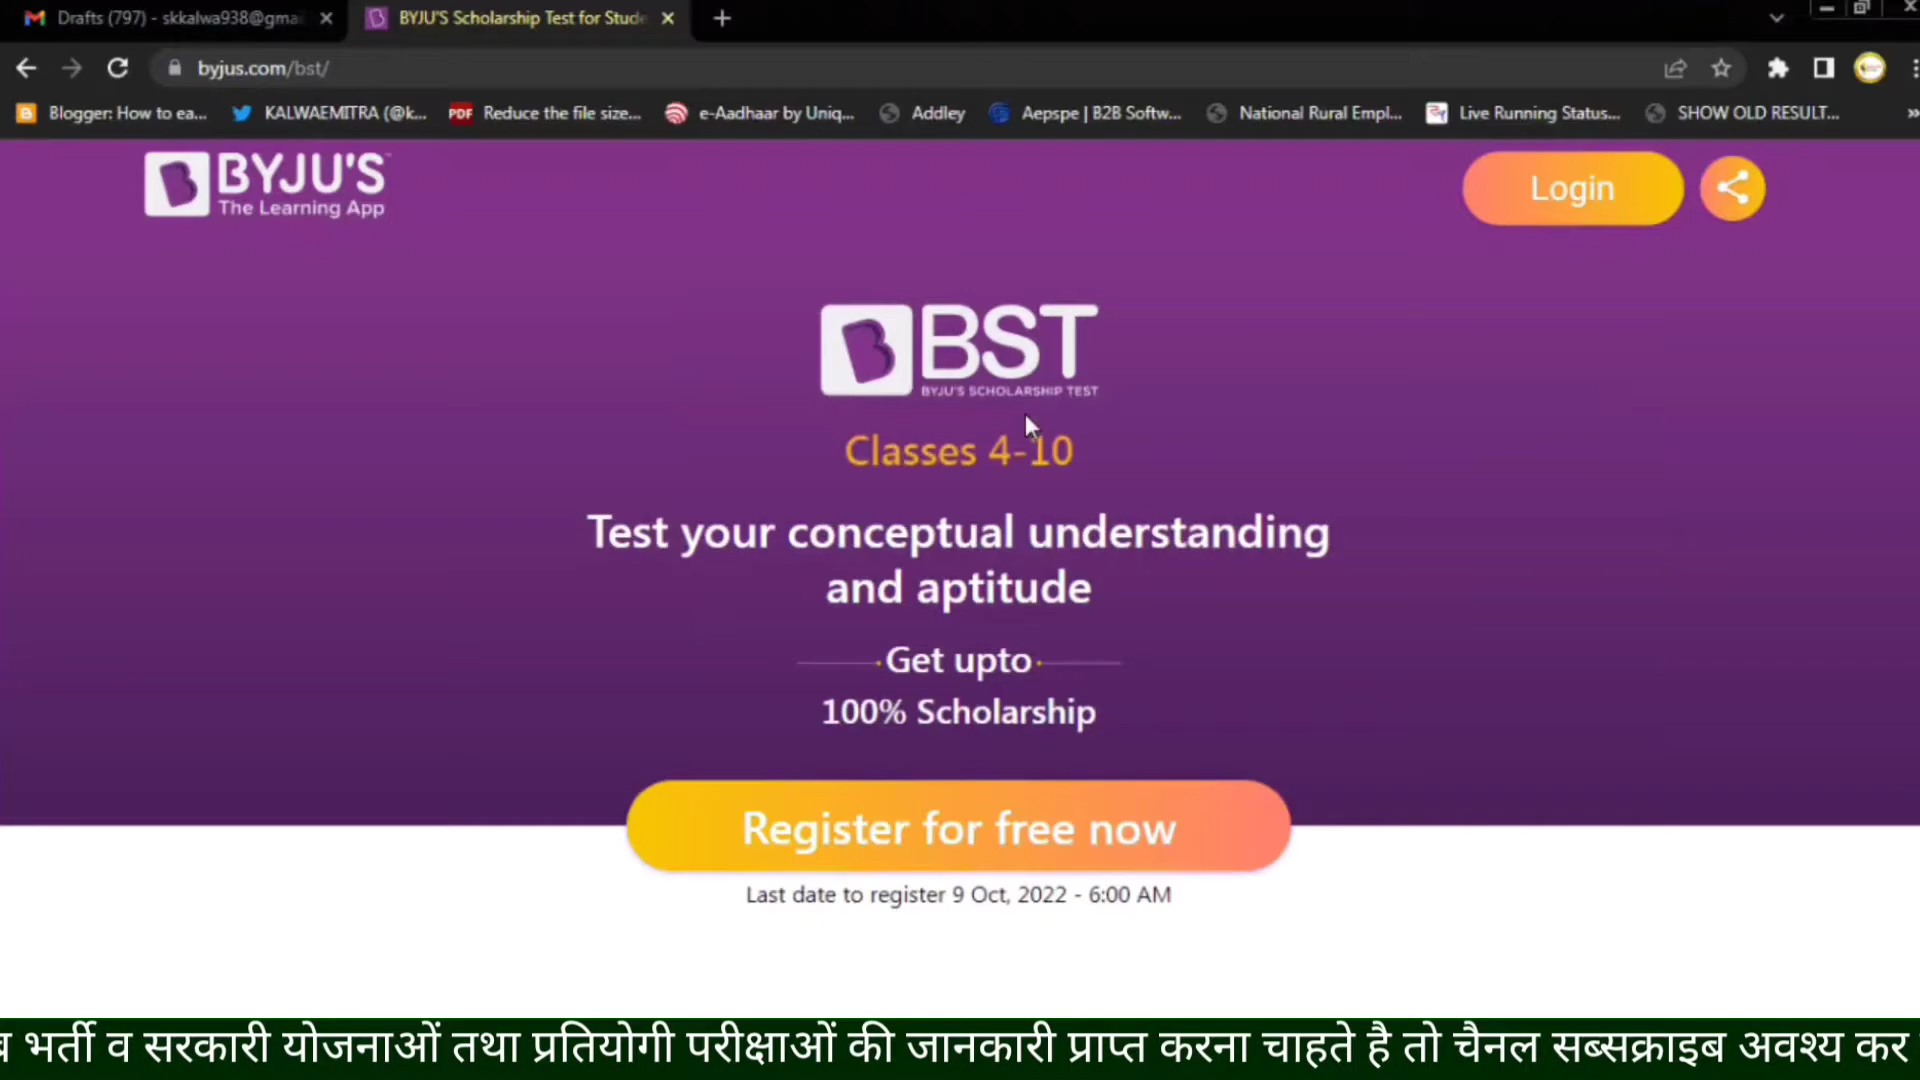 Drafts (797) - skkalwa938@gma
BYJU'S Scholarship Test for Stude
byjus.com/bst/
Blogger: How to ea...
KALWAEMITRA (@k...
PDF
Reduce the file size...
e-Aadhaar by Uniq...
Addley
Aepspe | B2B Softw...
National Rural Empl...
Live Running Status...
SHOW OLD RESULT...
BYJU'S
The Learning App
Login
BST
BYJU'S SCHOLARSHIP TEST
Classes 4-10
Test your conceptual understanding
and aptitude
Get upto
100% Scholarship
Register for free now
Last date to register 9 Oct, 2022 - 6:00 AM
भर्ती व सरकारी योजनाओं तथा प्रतियोगी परीक्षाओं की जानकारी प्राप्त करना चाहते है तो चैनल सब्सक्राइब अवश्य कर